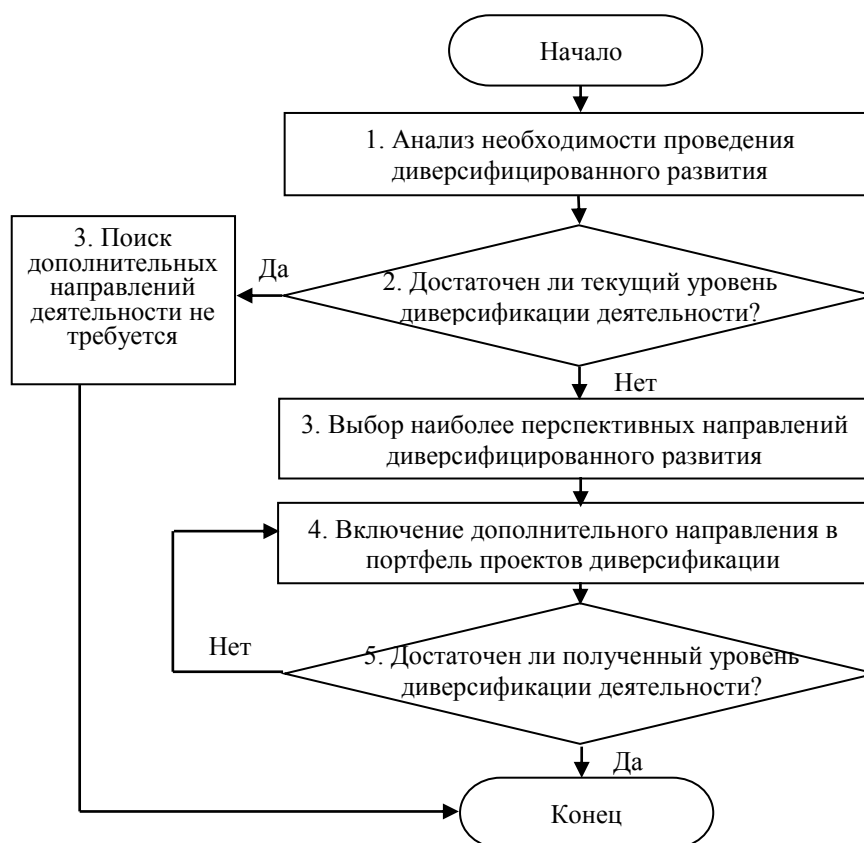 Начало
1. Анализ необходимости проведения
диверсифицированного развития
3. Поиск
дополнительных
направлений
деятельности не
требуется
Да
2. Достаточен ли текущий уровень
диверсификации деятельности?
Нет
3. Выбор наиболее перспективных направлений
диверсифицированного развития
4. Включение дополнительного направления в
портфель проектов диверсификации
Нет
5. Достаточен ли полученный уровень
диверсификации деятельности?
Да
Конец